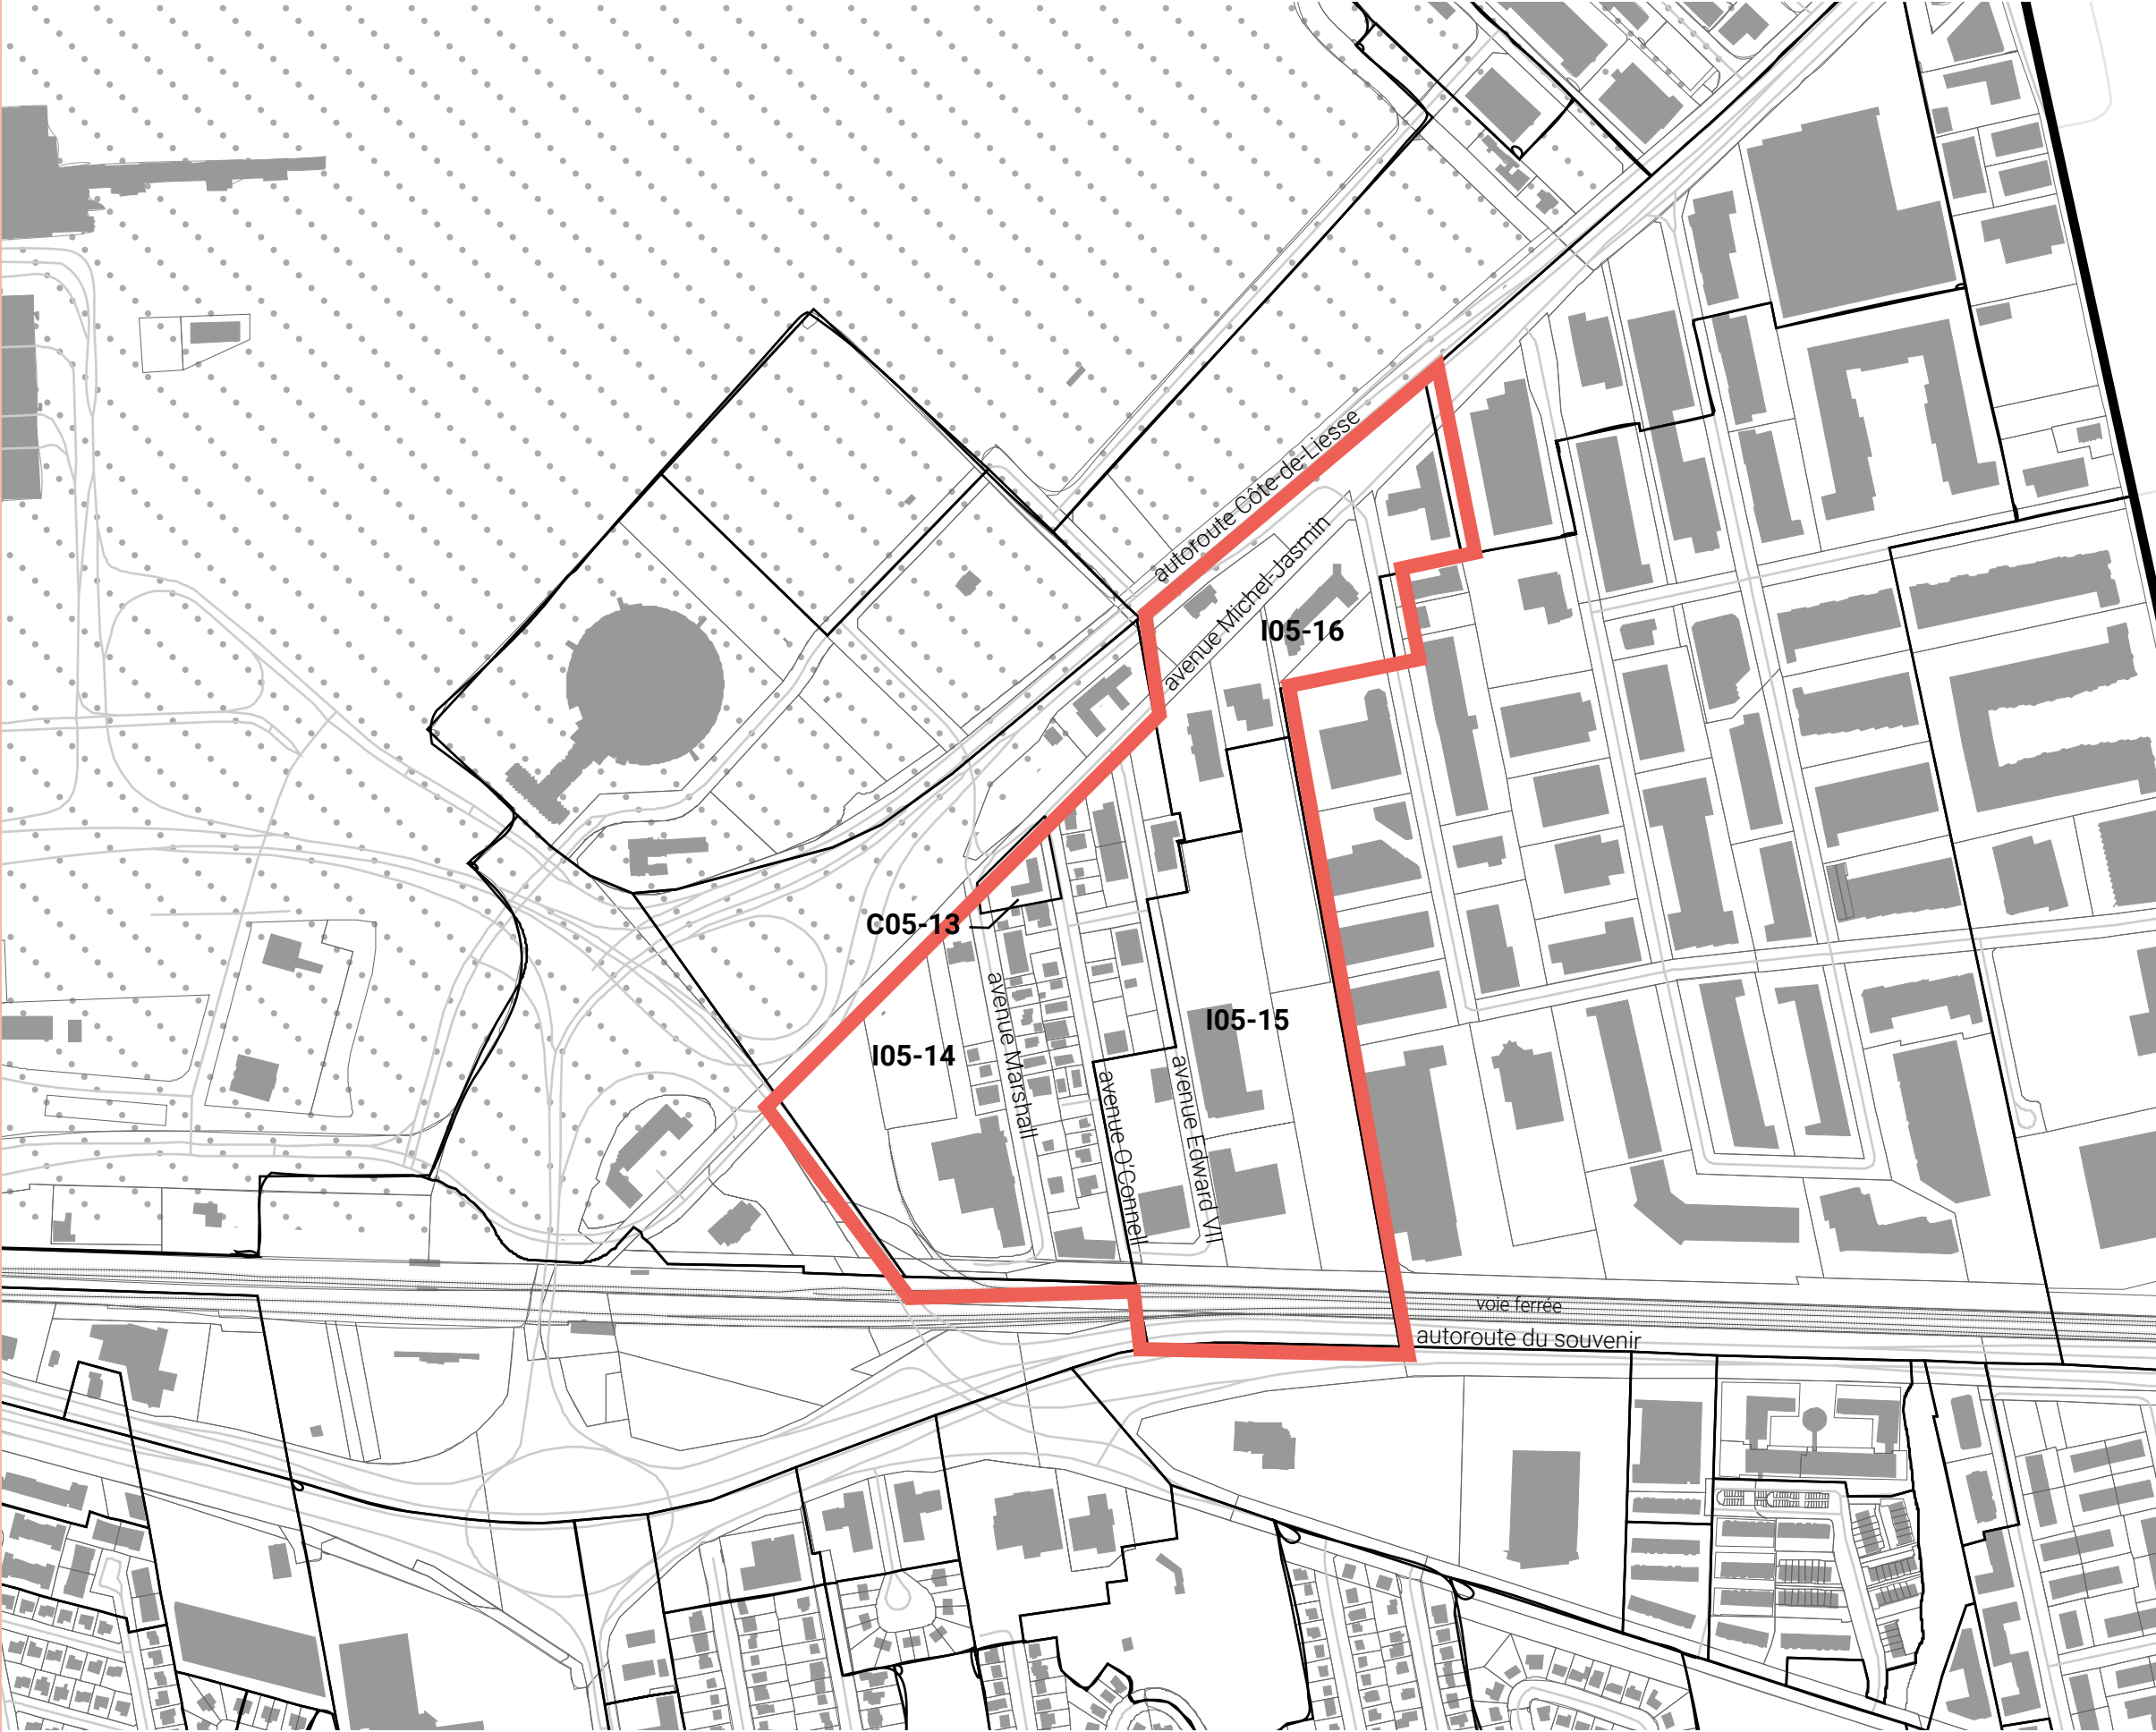 autoroute Côte-de-Liesse
avenue Michel-Jasmin
I05-16
C05-13
I05-15
I05-14
avenue Marshall
avenue O'Connell
avenue Edward VII
voie ferrée
autoroute du souvenir